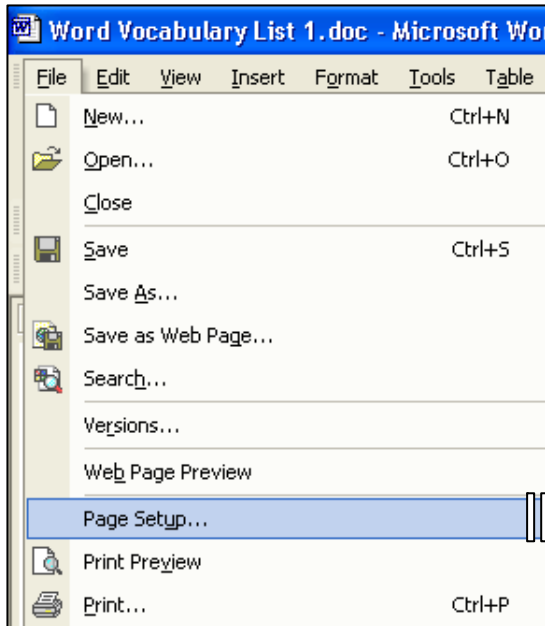 Word Vocabulary List 1.doc - Microsoft Wo
File Edit View Insert Format Tools Table
New... Ctrl+N
Open... Ctrl+O
Close
Save Ctrl+S
Save As...
Save as Web Page...
Search...
Versions...
Web Page Preview
Page Setup...
Print Preview
Print... Ctrl+P